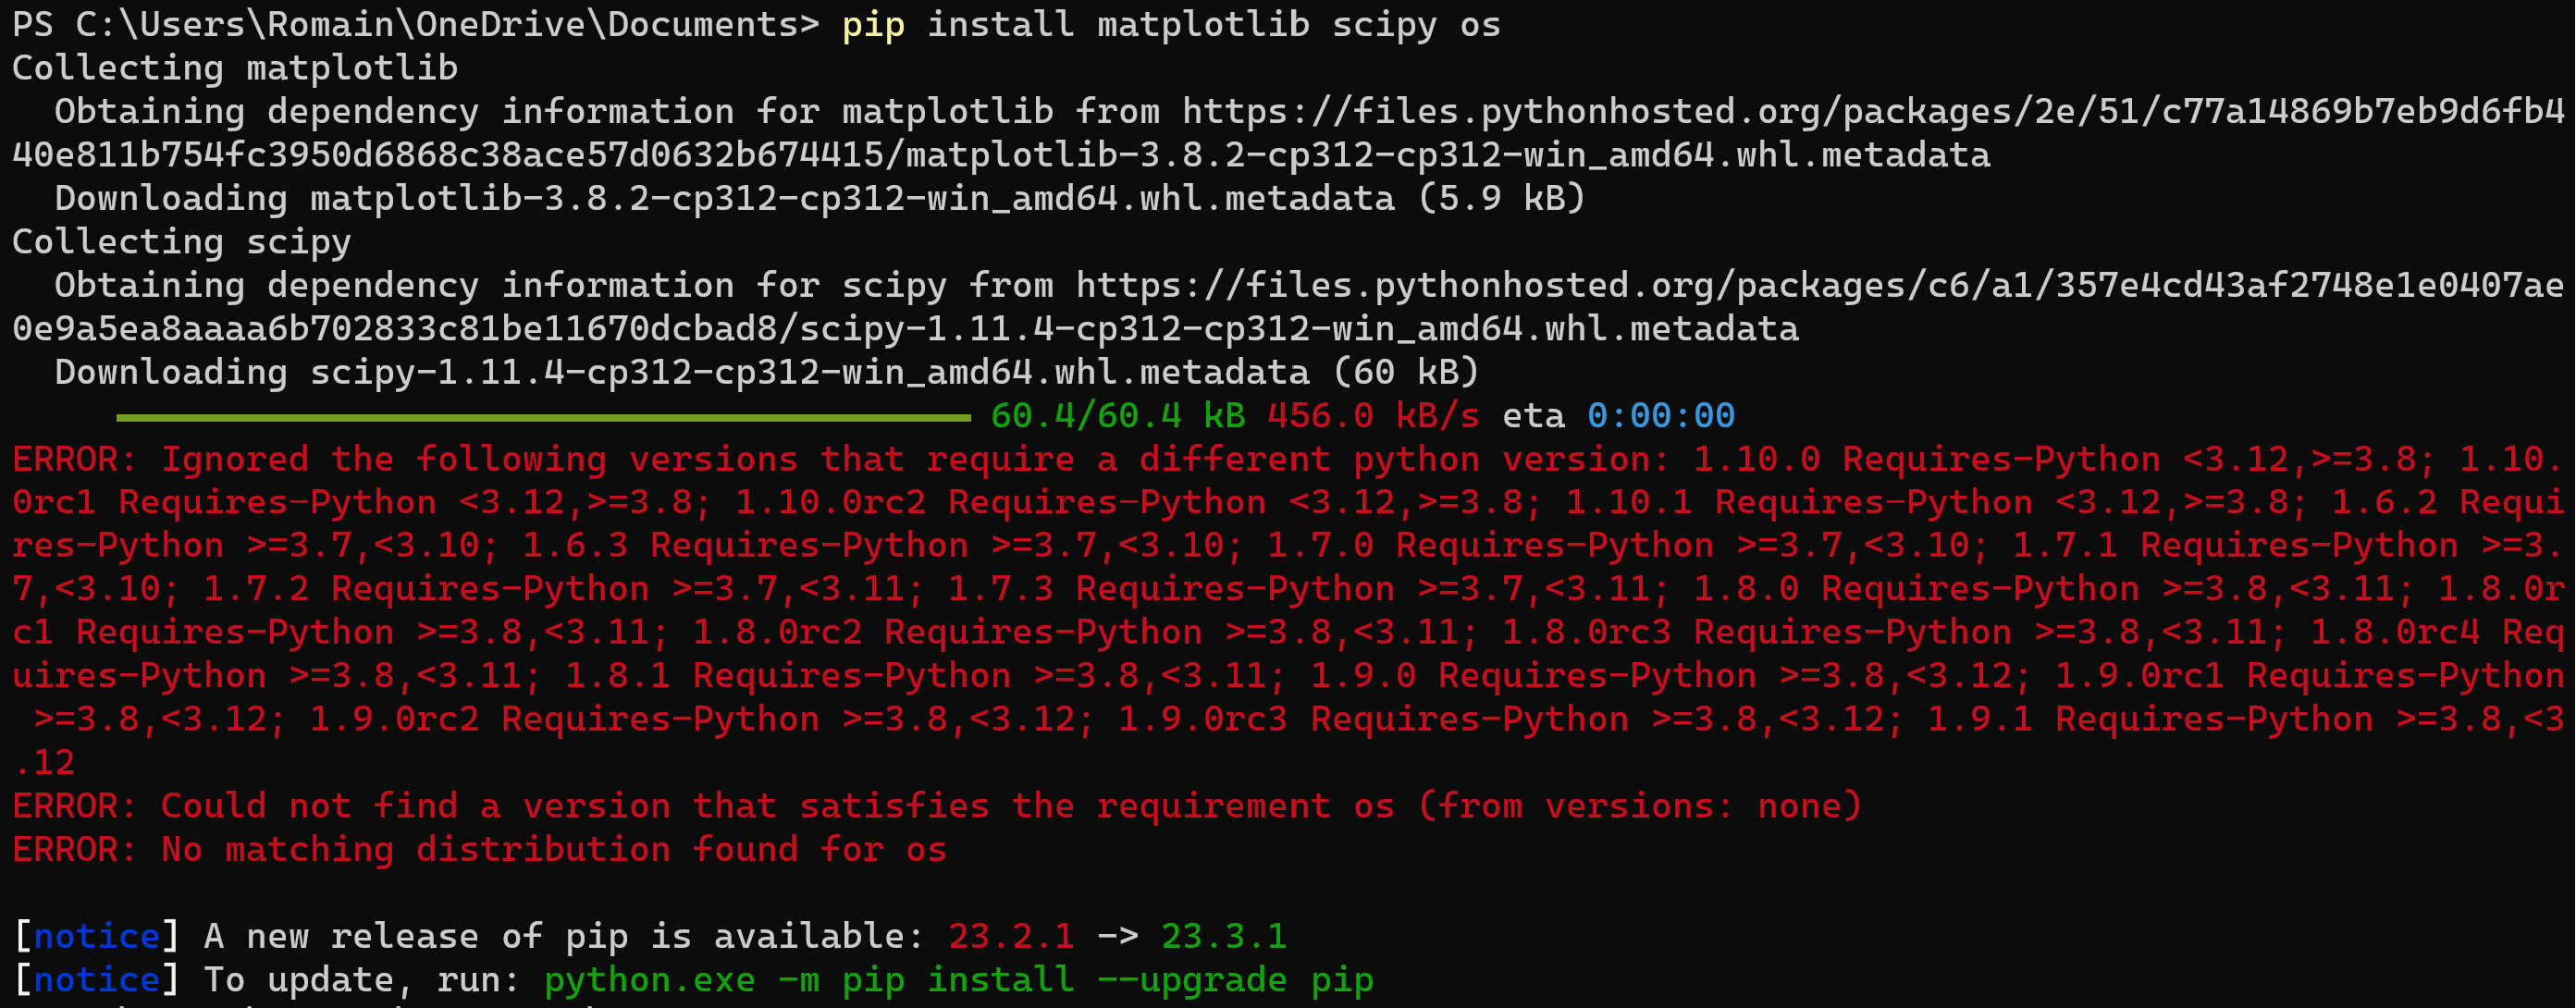 PS C:\Users\Romain\OneDrive\Documents> pip install matplotlib scipy os
Collecting matplotlib
  Obtaining dependency information for matplotlib from https://files.pythonhosted.org/packages/2e/51/c77a14869b7eb9d6fb4
40e811b754fc3950d6868c38ace57d0632b674415/matplotlib-3.8.2-cp312-cp312-win_amd64.whl.metadata
  Downloading matplotlib-3.8.2-cp312-cp312-win_amd64.whl.metadata (5.9 kB)
Collecting scipy
  Obtaining dependency information for scipy from https://files.pythonhosted.org/packages/c6/a1/357e4cd43af2748e1e0407ae
0e9a5ea8aaaa6b702833c81be11670dcbad8/scipy-1.11.4-cp312-cp312-win_amd64.whl.metadata
  Downloading scipy-1.11.4-cp312-cp312-win_amd64.whl.metadata (60 kB)
60.4/60.4 kB 456.0 kB/s eta 0:00:00
ERROR: Ignored the following versions that require a different python version: 1.10.0 Requires-Python <3.12,>=3.8; 1.10.
0rc1 Requires-Python <3.12,>=3.8; 1.10.0rc2 Requires-Python <3.12,>=3.8; 1.10.1 Requires-Python <3.12,>=3.8; 1.6.2 Requi
res-Python >=3.7,<3.10; 1.6.3 Requires-Python >=3.7,<3.10; 1.7.0 Requires-Python >=3.7,<3.10; 1.7.1 Requires-Python >=3.
7,<3.10; 1.7.2 Requires-Python >=3.7,<3.11; 1.7.3 Requires-Python >=3.7,<3.11; 1.8.0 Requires-Python >=3.8,<3.11; 1.8.0r
c1 Requires-Python >=3.8,<3.11; 1.8.0rc2 Requires-Python >=3.8,<3.11; 1.8.0rc3 Requires-Python >=3.8,<3.11; 1.8.0rc4 Req
uires-Python >=3.8,<3.11; 1.8.1 Requires-Python >=3.8,<3.11; 1.9.0 Requires-Python >=3.8,<3.12; 1.9.0rc1 Requires-Python
 >=3.8,<3.12; 1.9.0rc2 Requires-Python >=3.8,<3.12; 1.9.0rc3 Requires-Python >=3.8,<3.12; 1.9.1 Requires-Python >=3.8,<3
.12
ERROR: Could not find a version that satisfies the requirement os (from versions: none)
ERROR: No matching distribution found for os
[notice] A new release of pip is available: 23.2.1 -> 23.3.1
[notice] To update, run: python.exe -m pip install --upgrade pip